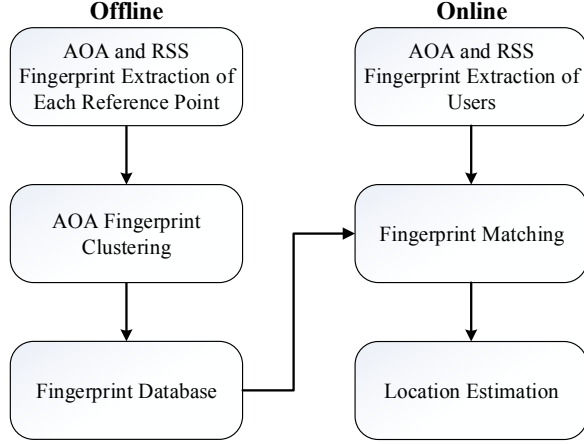 Offline
AOA and RSS
Fingerprint Extraction of
Each Reference Point
AOA Fingerprint
Clustering
Fingerprint Database
Online
AOA and RSS
Fingerprint Extraction of
Users
Fingerprint Matching
Location Estimation